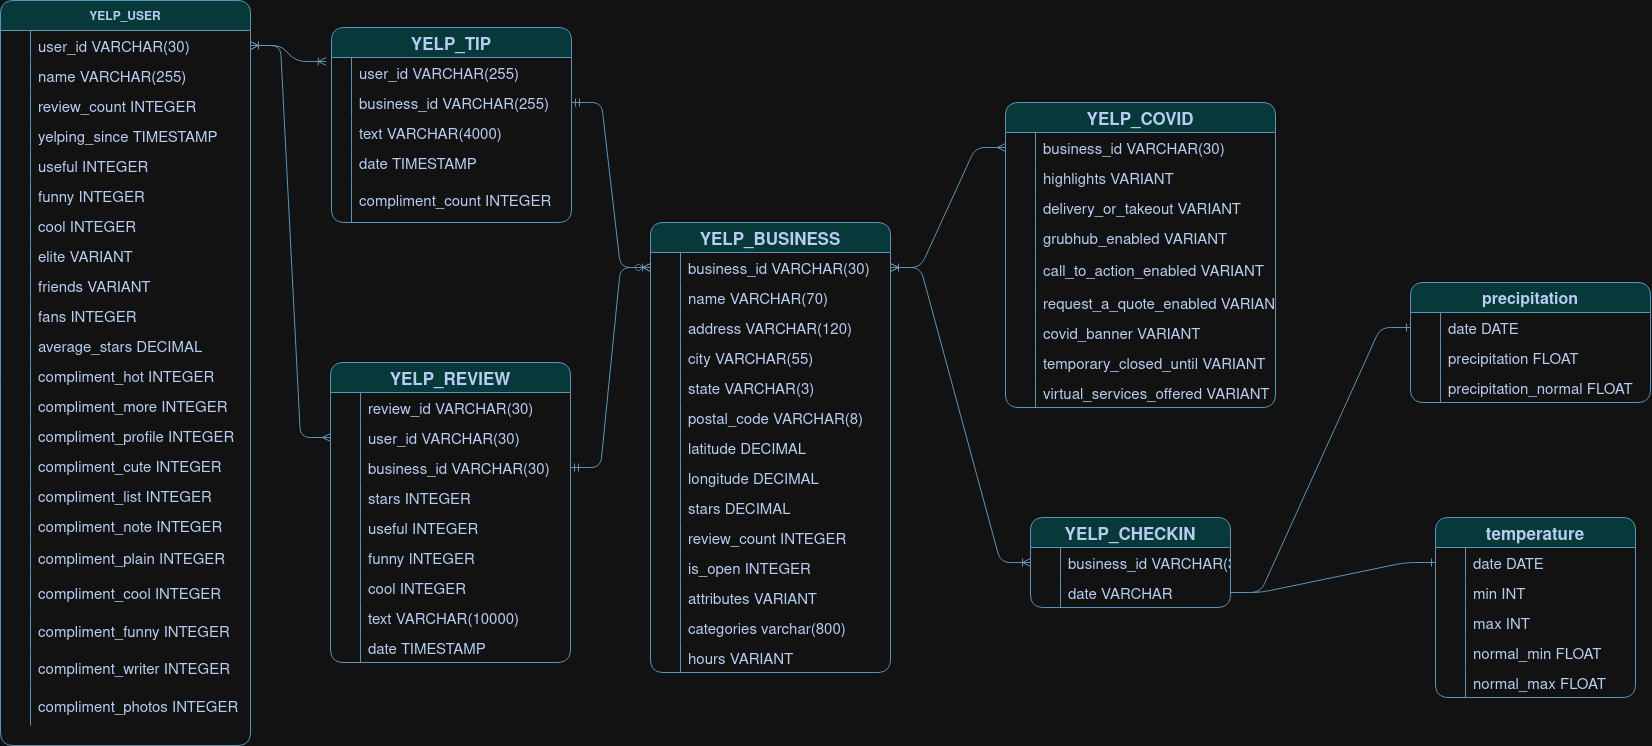 YELP_USER
user_id VARCHAR(30)
name VARCHAR(255)
review_count INTEGER
yelping_since TIMESTAMP
useful INTEGER
funny INTEGER
cool INTEGER
elite VARIANT
friends VARIANT
fans INTEGER
average_stars DECIMAL
compliment_hot INTEGER
compliment_more INTEGER
compliment_profile INTEGER
compliment_cute INTEGER
compliment_list INTEGER
compliment_note INTEGER
compliment_plain INTEGER
compliment_cool INTEGER
compliment_funny INTEGER
compliment_writer INTEGER
compliment_photos INTEGER
YELP_TIP
user_id VARCHAR(255)
business_id VARCHAR(255)
text VARCHAR(4000)
date TIMESTAMP
compliment_count INTEGER
YELP_REVIEW
review_id VARCHAR(30)
user_id VARCHAR(30)
business_id VARCHAR(30)
stars INTEGER
useful INTEGER
funny INTEGER
cool INTEGER
text VARCHAR(10000)
date TIMESTAMP
YELP_BUSINESS
business_id VARCHAR(30)
name VARCHAR(70)
address VARCHAR(120)
city VARCHAR(55)
state VARCHAR(3)
postal_code VARCHAR(8)
latitude DECIMAL
longitude DECIMAL
stars DECIMAL
review_count INTEGER
is_open INTEGER
attributes VARIANT
categories varchar(800)
hours VARIANT
YELP_COVID
business_id VARCHAR(30)
highlights VARIANT
delivery_or_takeout VARIANT
grubhub_enabled VARIANT
call_to_action_enabled VARIANT
request_a_quote_enabled VARIAN
covid_banner VARIANT
temporary_closed_until VARIANT
virtual_services_offered VARIANT
YELP_CHECKIN
business_id VARCHAR(
date VARCHAR
precipitation
date DATE
precipitation FLOAT
precipitation_normal FLOAT
temperature
date DATE
min INT
max INT
normal_min FLOAT
normal_max FLOAT